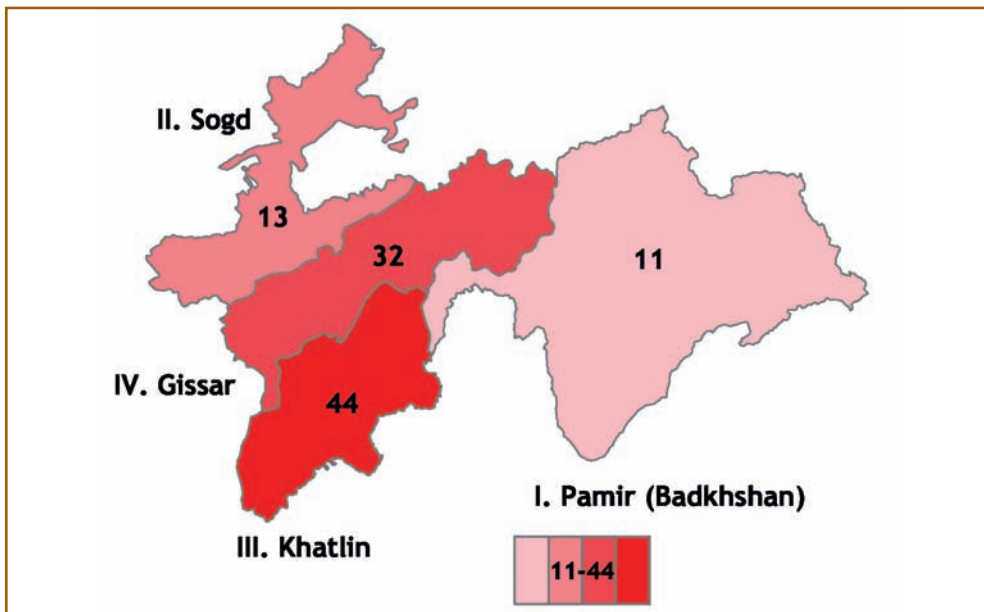 II. Sogd
13
32
11
IV. Gissar
44
I. Pamir (Badkhshan)
III. Khatlin
11-44